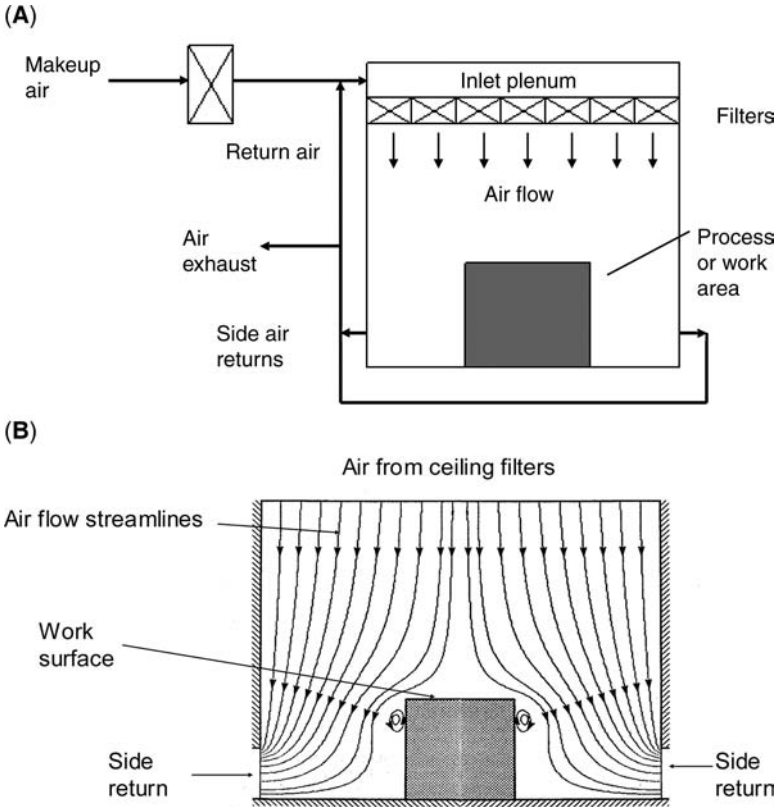 (A)
Makeup
air
Inlet plenum
Filters
Return air
Air flow
Air
exhaust
Process
or work
area
Side air
returns
(B)
Air from ceiling filters
Air flow streamlines
Work
surface
Side
return
Side
return